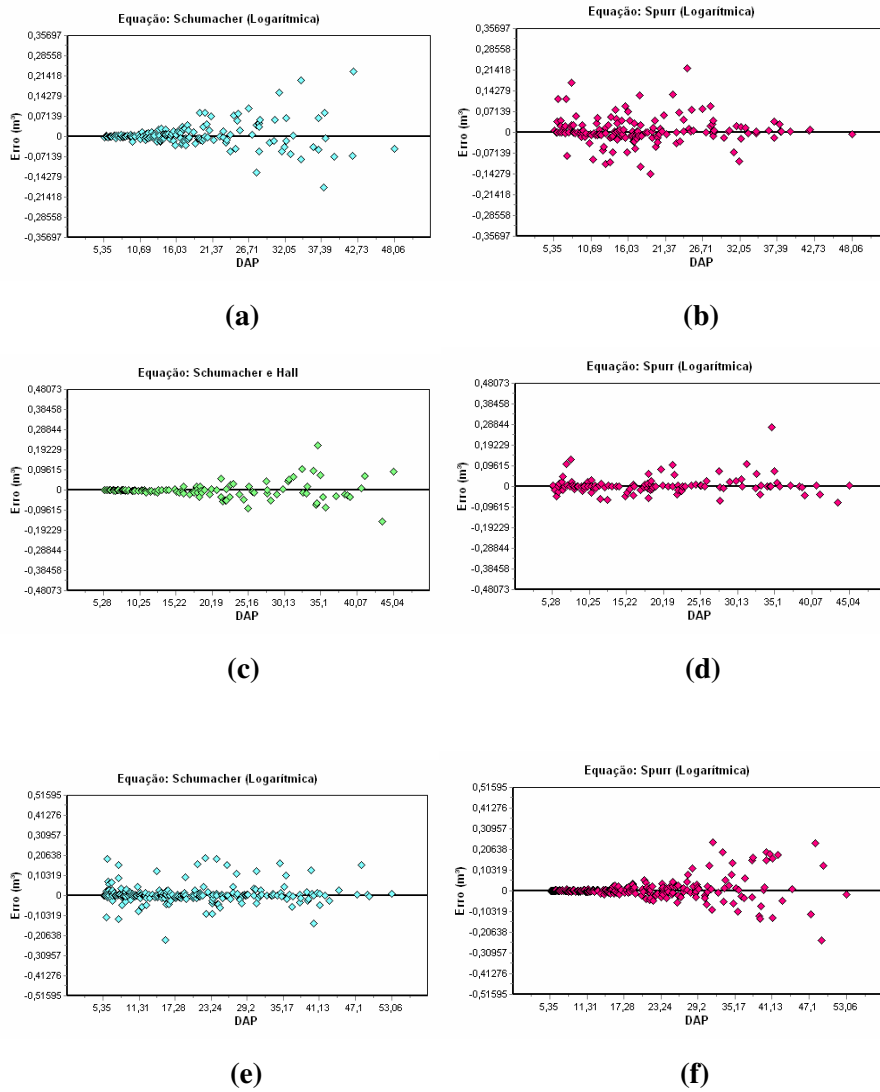 Equação: Schumacher (Logarítmica)
0,35697
0,28558
0,21418
0,14279
0,07139
0
-0,07139
-0,14279
-0,21418
-0,28558
-0,35697
Erro (m³)
5,35 10,69 16,03 21,37 26,71 32,05 37,39 42,73 48,06
DAP
(a)
Equação: Spurr (Logarítmica)
0,35697
0,28558
0,21418
0,14279
0,07139
0
-0,07139
-0,14279
-0,21418
-0,28558
-0,35697
Erro (m³)
5,35 10,69 16,03 21,37 26,71 32,05 37,39 42,73 48,06
DAP
(b)
Equação: Schumacher e Hall
0,48073
0,38458
0,28844
0,19229
0,09615
0
-0,09615
-0,19229
-0,28844
-0,38458
-0,48073
Erro (m³)
5,28 10,25 15,22 20,19 25,16 30,13 35,1 40,07 45,04
DAP
(c)
Equação: Spurr (Logarítmica)
0,48073
0,38458
0,28844
0,19229
0,09615
0
-0,09615
-0,19229
-0,28844
-0,38458
-0,48073
Erro (m³)
5,28 10,25 15,22 20,19 25,16 30,13 35,1 40,07 45,04
DAP
(d)
Equação: Schumacher (Logarítmica)
0,51595
0,41276
0,30957
0,20638
0,10319
0
-0,10319
-0,20638
-0,30957
-0,41276
-0,51595
Erro (m³)
5,35 11,31 17,28 23,24 29,2 35,17 41,13 47,1 53,06
DAP
(e)
Equação: Spurr (Logarítmica)
0,51595
0,41276
0,30957
0,20638
0,10319
0
-0,10319
-0,20638
-0,30957
-0,41276
-0,51595
Erro (m³)
5,35 11,31 17,28 23,24 29,2 35,17 41,13 47,1 53,06
DAP
(f)